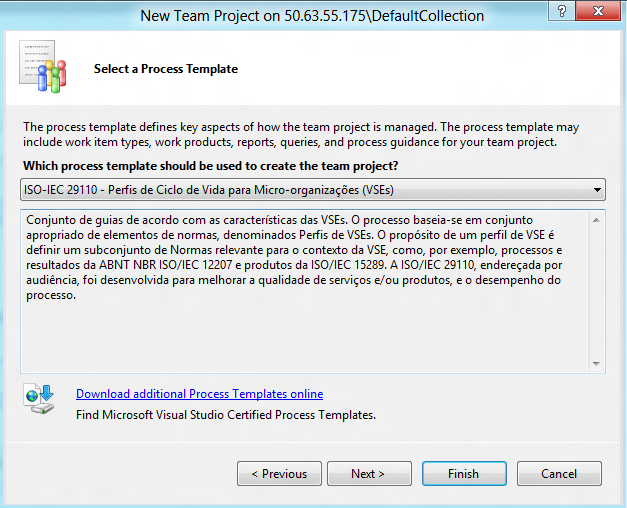 New Team Project on 50.63.55.175\DefaultCollection
?
x
Select a Process Template
The process template defines key aspects of how the team project is managed. The process template may
include work item types, work products, reports, queries, and process guidance for your team project.
Which process template should be used to create the team project?
ISO-IEC 29110 - Perfis de Ciclo de Vida para Micro-organizações (VSEs)
Conjunto de guias de acordo com as características das VSEs. O processo baseia-se em conjunto
apropriado de elementos de normas, denominados Perfis de VSEs. O propósito de um perfil de VSE é
definir um subconjunto de Normas relevante para o contexto da VSE, como, por exemplo, processos e
resultados da ABNT NBR ISO/IEC 12207 e produtos da ISO/IEC 15289. A ISO/IEC 29110, endereçada por
audiência, foi desenvolvida para melhorar a qualidade de serviços e/ou produtos, e o desempenho do
processo.
Download additional Process Templates online
Find Microsoft Visual Studio Certified Process Templates.
< Previous
Next >
Finish
Cancel